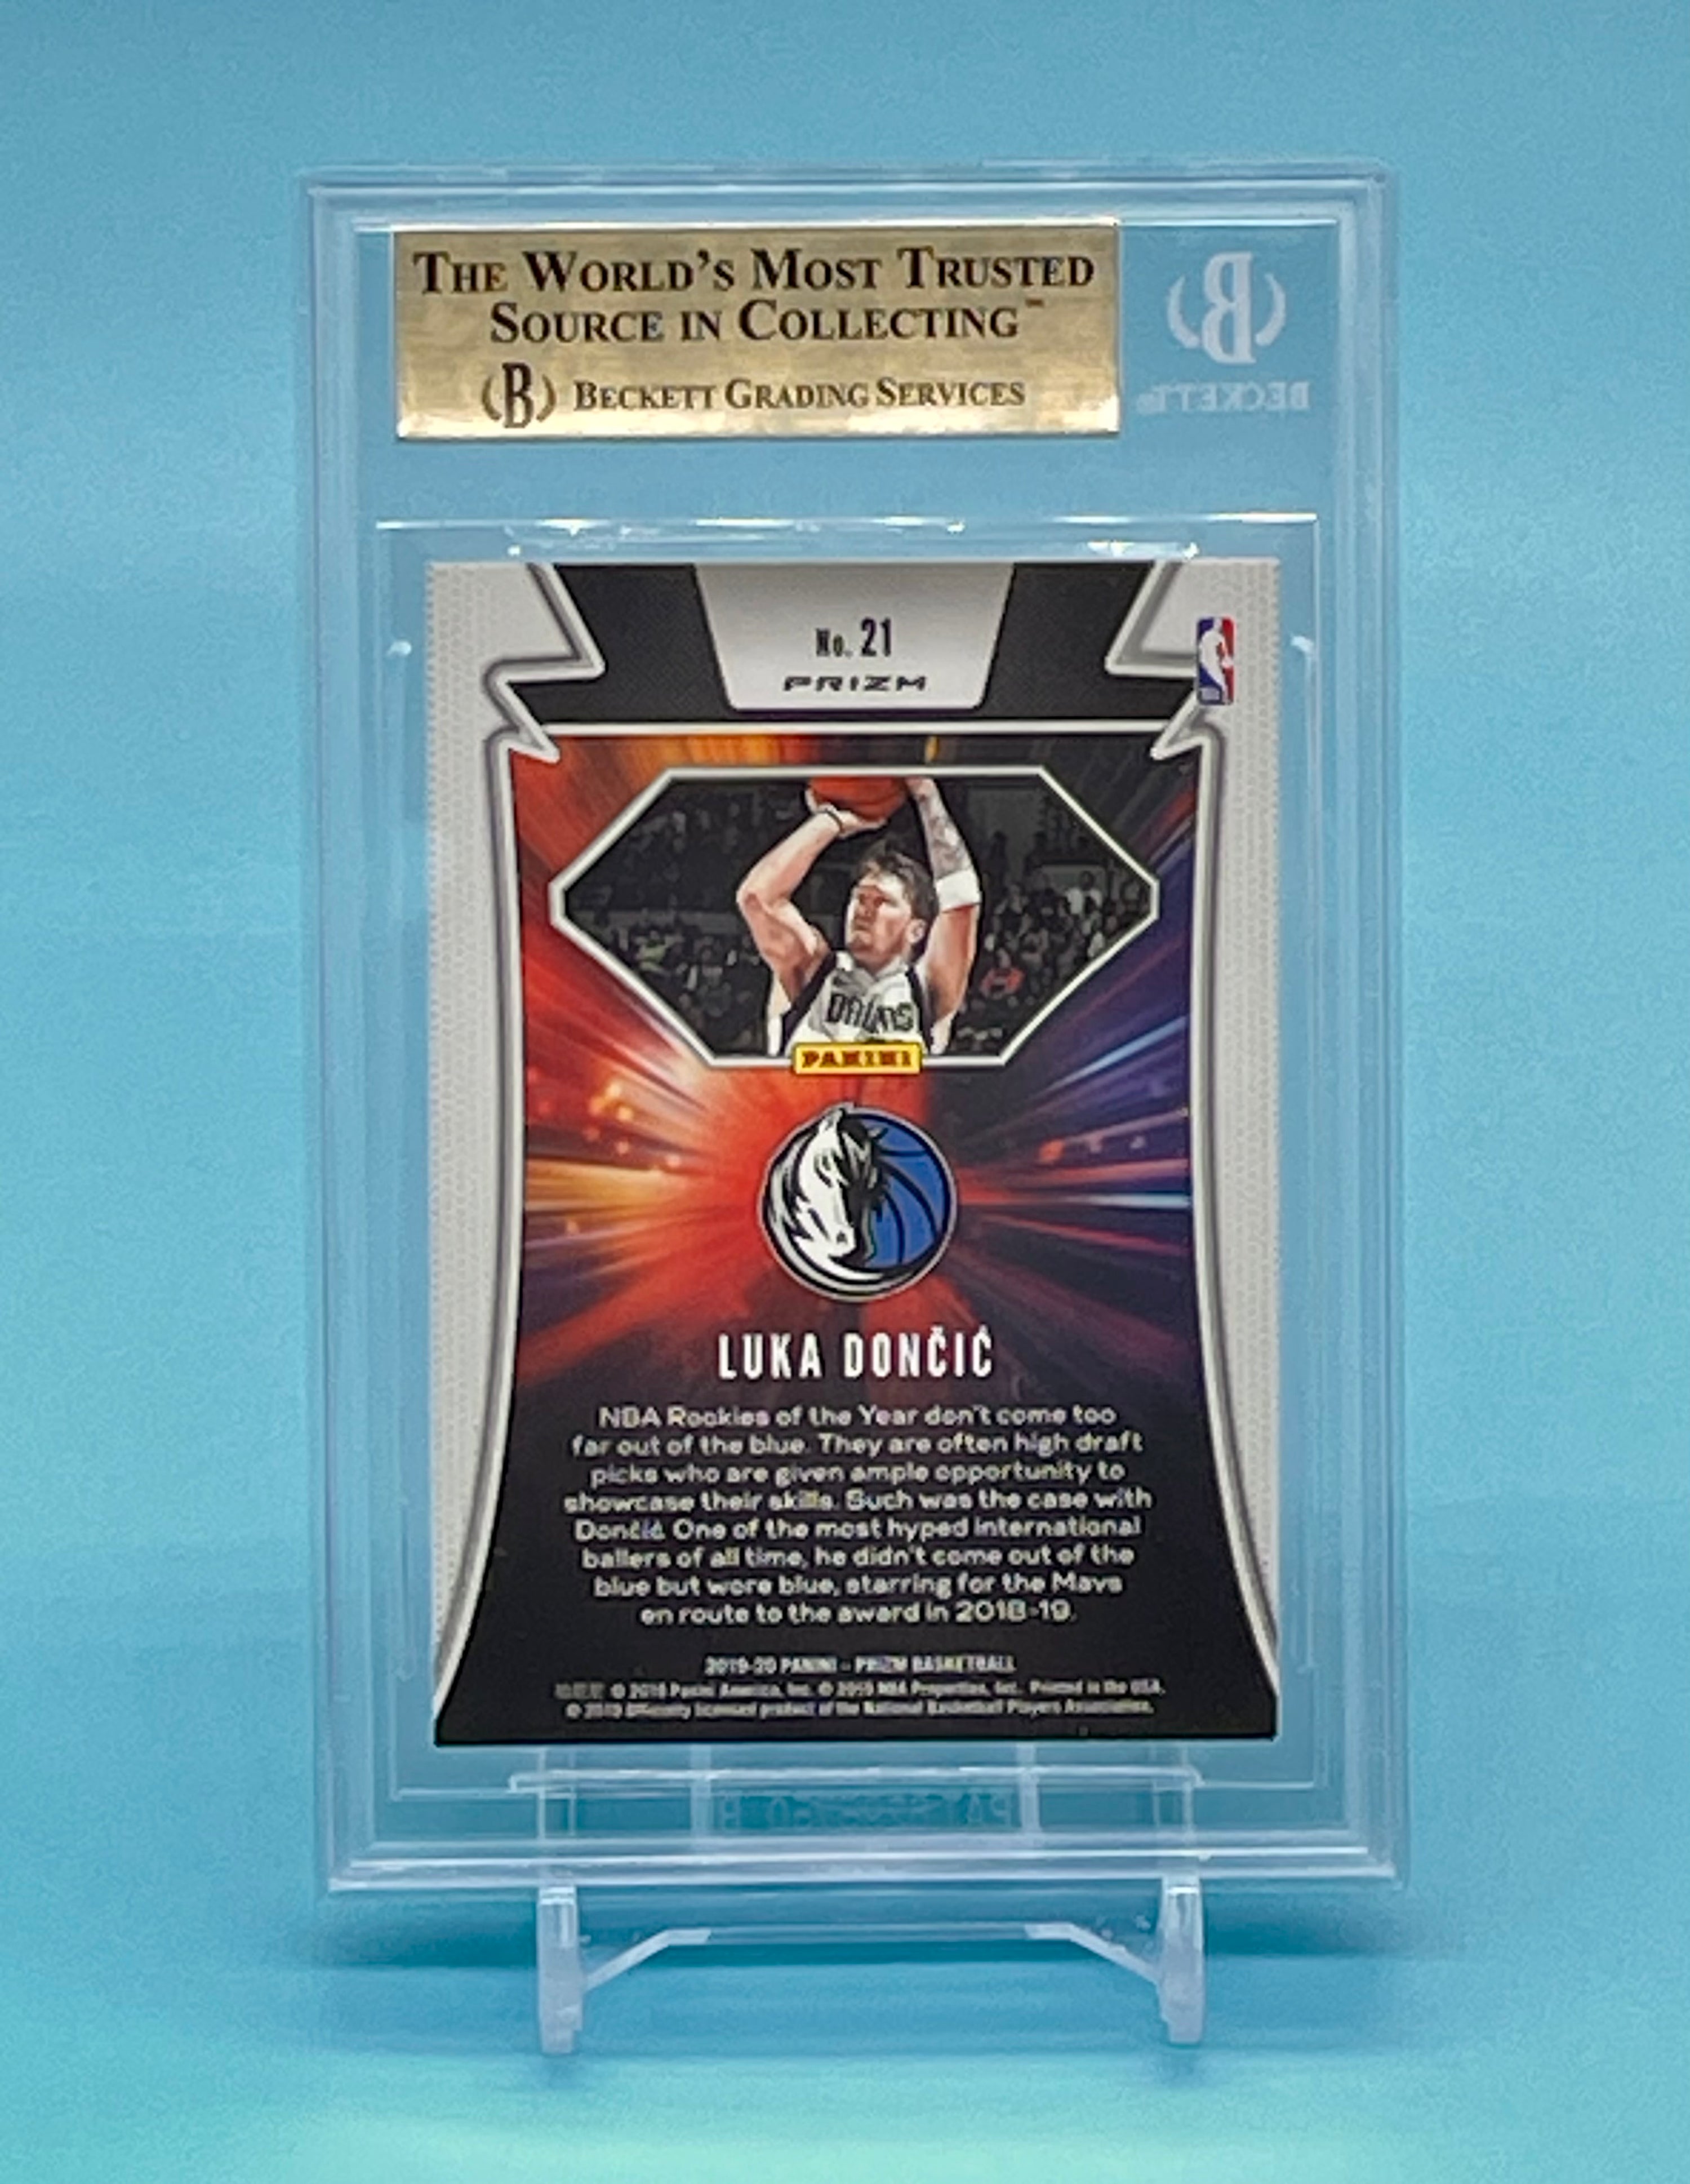 THE WORLD'S MOST TRUSTED
SOURCE IN COLLECTING™
(B) BECKETT GRADING SERVICES
B
BECKETT
No. 21
PRIZM
DALLAS
PANINI
LUKA DONČIĆ
NBA Rookies of the Year don't come too
far out of the blue. They are often high draft
picks who are given ample opportunity to
showcase their skills. Such was the case with
Dončić. One of the most hyped international
ballers of all time, he didn't come out of the
blue but wore blue, starring for the Mavs
en route to the award in 2018-19.
2019-20 PANINI - PRIZM BASKETBALL
© 2019 Panini America, Inc. © 2019 NBA Properties, Inc. Printed in the USA.
© 2019 Officially licensed product of the National Basketball Players Association.